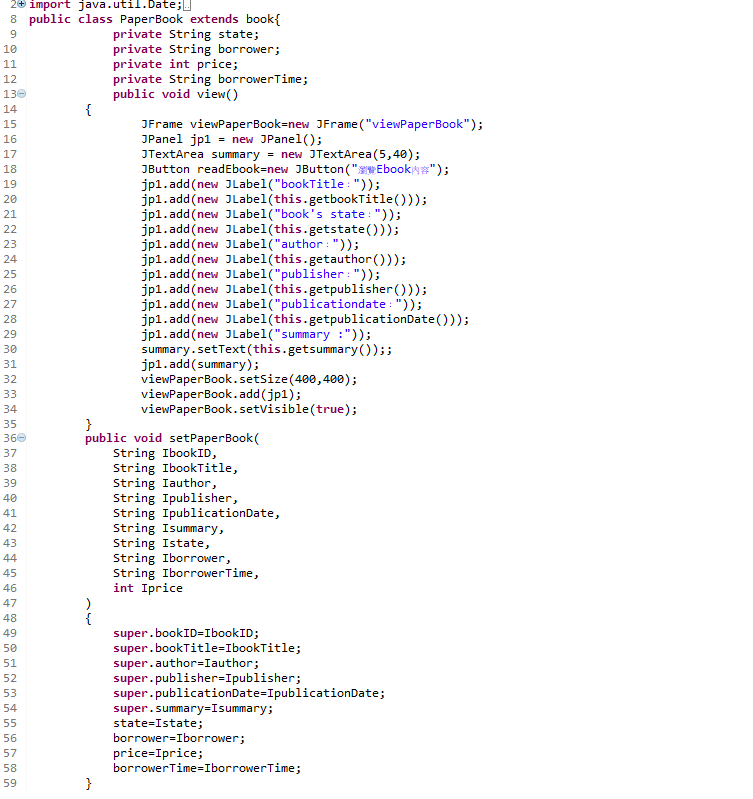 2 import java.util.Date;
8 public class PaperBook extends book{
9 private String state;
10 private String borrower;
11 private int price;
12 private String borrowerTime;
13 public void view()
14 {
15 JFrame viewPaperBook=new JFrame("viewPaperBook");
16 JPanel jp1 = new JPanel();
17 JTextArea summary = new JTextArea(5,40);
18 JButton readEbook=new JButton("瀏覽Ebook內容");
19 jp1.add(new JLabel("bookTitle："));
20 jp1.add(new JLabel(this.getbookTitle()));
21 jp1.add(new JLabel("book's state："));
22 jp1.add(new JLabel(this.getstate()));
23 jp1.add(new JLabel("author："));
24 jp1.add(new JLabel(this.getauthor()));
25 jp1.add(new JLabel("publisher："));
26 jp1.add(new JLabel(this.getpublisher()));
27 jp1.add(new JLabel("publicationdate："));
28 jp1.add(new JLabel(this.getpublicationDate()));
29 jp1.add(new JLabel("summary :"));
30 summary.setText(this.getsummary());;
31 jp1.add(summary);
32 viewPaperBook.setSize(400,400);
33 viewPaperBook.add(jp1);
34 viewPaperBook.setVisible(true);
35 }
36 public void setPaperBook(
37 String IbookID,
38 String IbookTitle,
39 String Iauthor,
40 String Ipublisher,
41 String IpublicationDate,
42 String Isummary,
43 String Istate,
44 String Iborrower,
45 String IborrowerTime,
46 int Iprice
47 )
48 {
49 super.bookID=IbookID;
50 super.bookTitle=IbookTitle;
51 super.author=Iauthor;
52 super.publisher=Ipublisher;
53 super.publicationDate=IpublicationDate;
54 super.summary=Isummary;
55 state=Istate;
56 borrower=Iborrower;
57 price=Iprice;
58 borrowerTime=IborrowerTime;
59 }